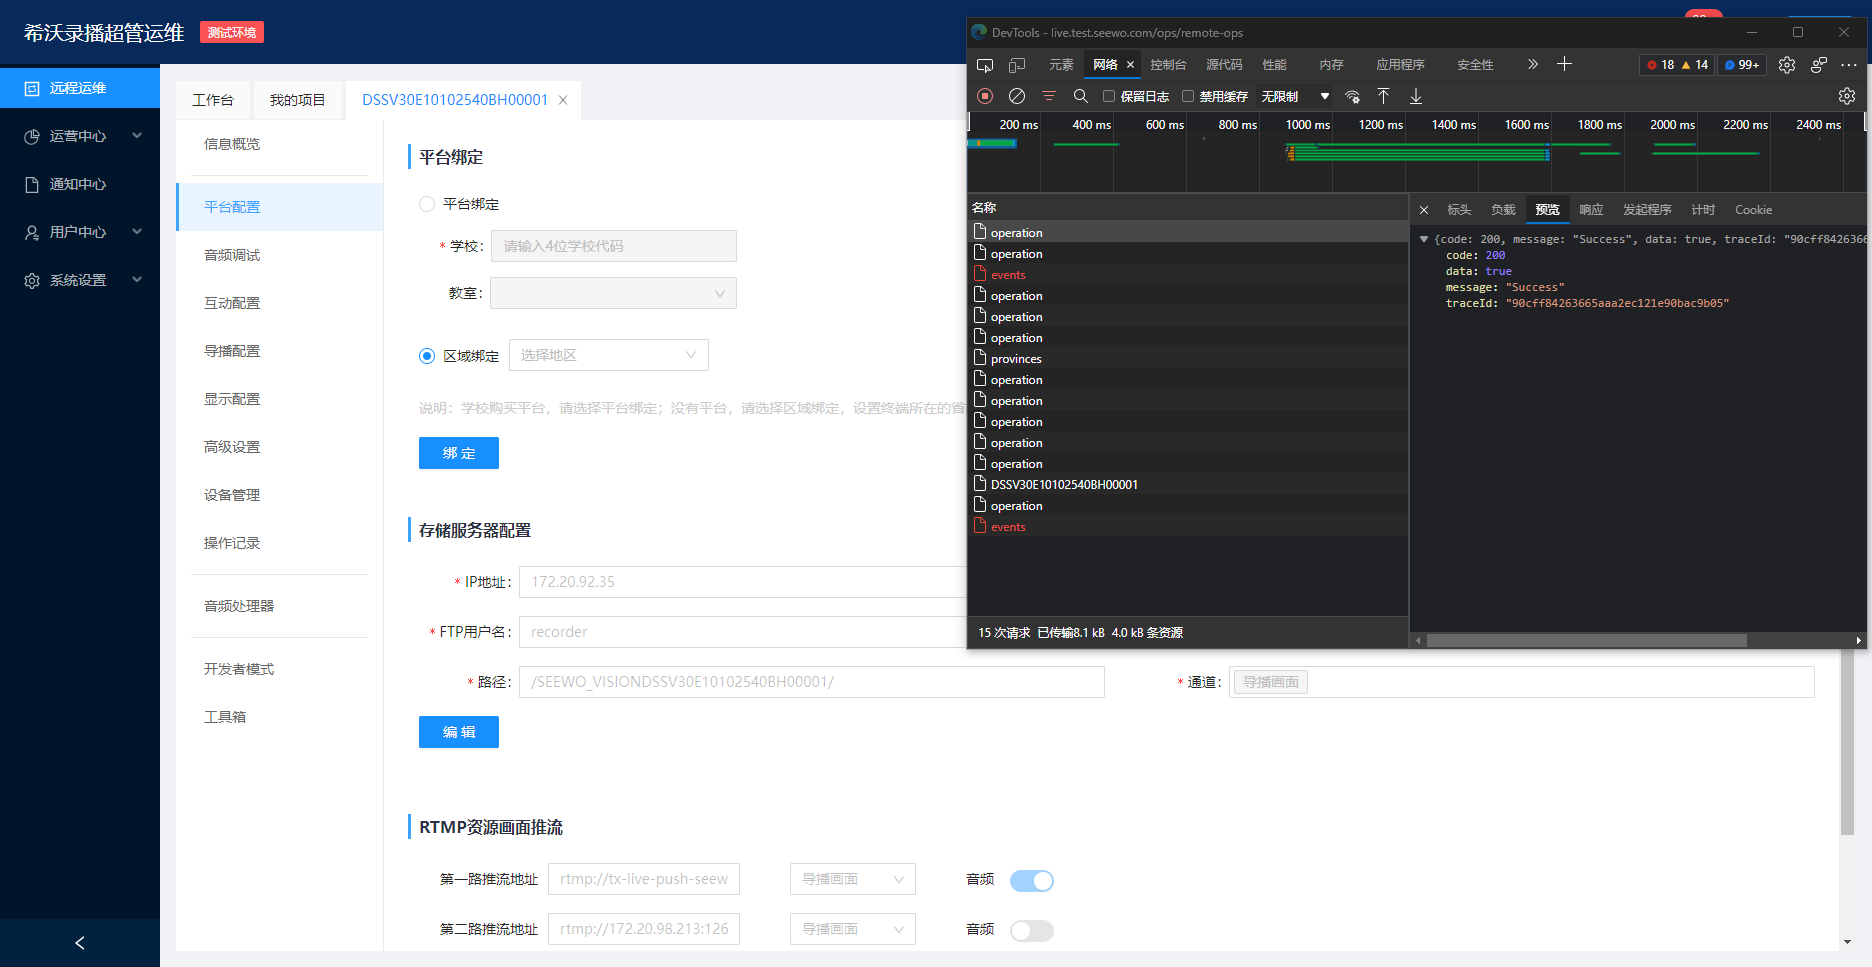 希沃录播超管运维 测试环境
远程运维
运营中心
通知中心
用户中心
系统设置
工作台
我的项目
DSSV30E10102540BH00001
信息概览
平台配置
音频调试
互动配置
导播配置
显示配置
高级设置
设备管理
操作记录
音频处理器
开发者模式
工具箱
平台绑定
平台绑定
* 学校: 请输入4位学校代码
教室:
区域绑定 选择地区
说明：学校购买平台，请选择平台绑定；没有平台，请选择区域绑定，设置终端所在的省
绑 定
存储服务器配置
* IP地址: 172.20.92.35
* FTP用户名: recorder
* 路径: /SEEWO_VISIONDSSV30E10102540BH00001/
* 通道: 导播画面
编 辑
RTMP资源画面推流
第一路推流地址 rtmp://tx-live-push-seew 导播画面 音频
第二路推流地址 rtmp://172.20.98.213:126 导播画面 音频
DevTools - live.test.seewo.com/ops/remote-ops
元素 网络 控制台 源代码 性能 内存 应用程序 安全性 18 14 99+
保留日志 禁用缓存 无限制
200 ms 400 ms 600 ms 800 ms 1000 ms 1200 ms 1400 ms 1600 ms 1800 ms 2000 ms 2200 ms 2400 ms
名称
operation
operation
events
operation
operation
operation
provinces
operation
operation
operation
operation
operation
DSSV30E10102540BH00001
operation
events
15 次请求 已传输8.1 kB 4.0 kB 条资源
标头 负载 预览 响应 发起程序 计时 Cookie
{code: 200, message: "Success", data: true, traceId: "90cff8426366
code: 200
data: true
message: "Success"
traceId: "90cff84263665aaa2ec121e90bac9b05"